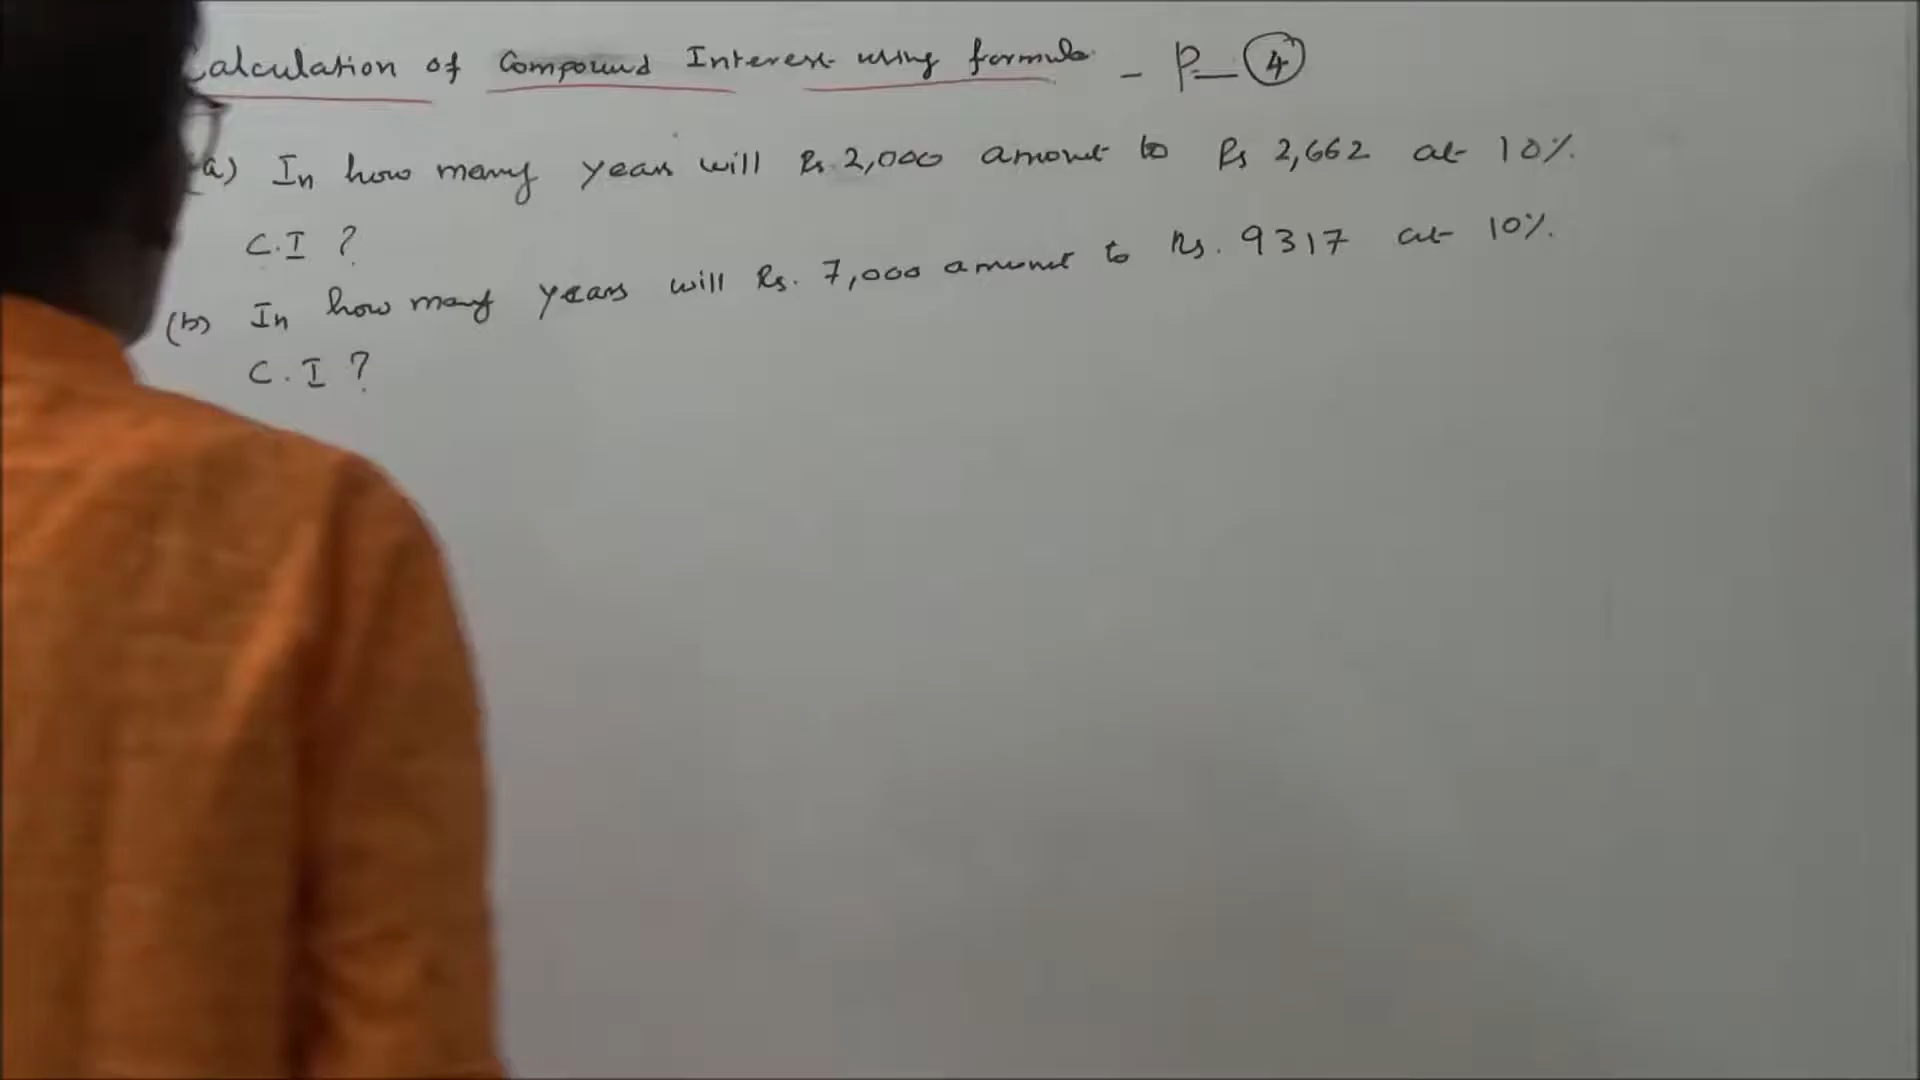 Calculation of Compound Interest using formula - P-4
(a) In how many years will Rs. 2,000 amount to Rs 2,662 at 10%.
C.I ?
(b) In how many years will Rs. 7,000 amount to Rs. 9317 at 10%.
C.I ?